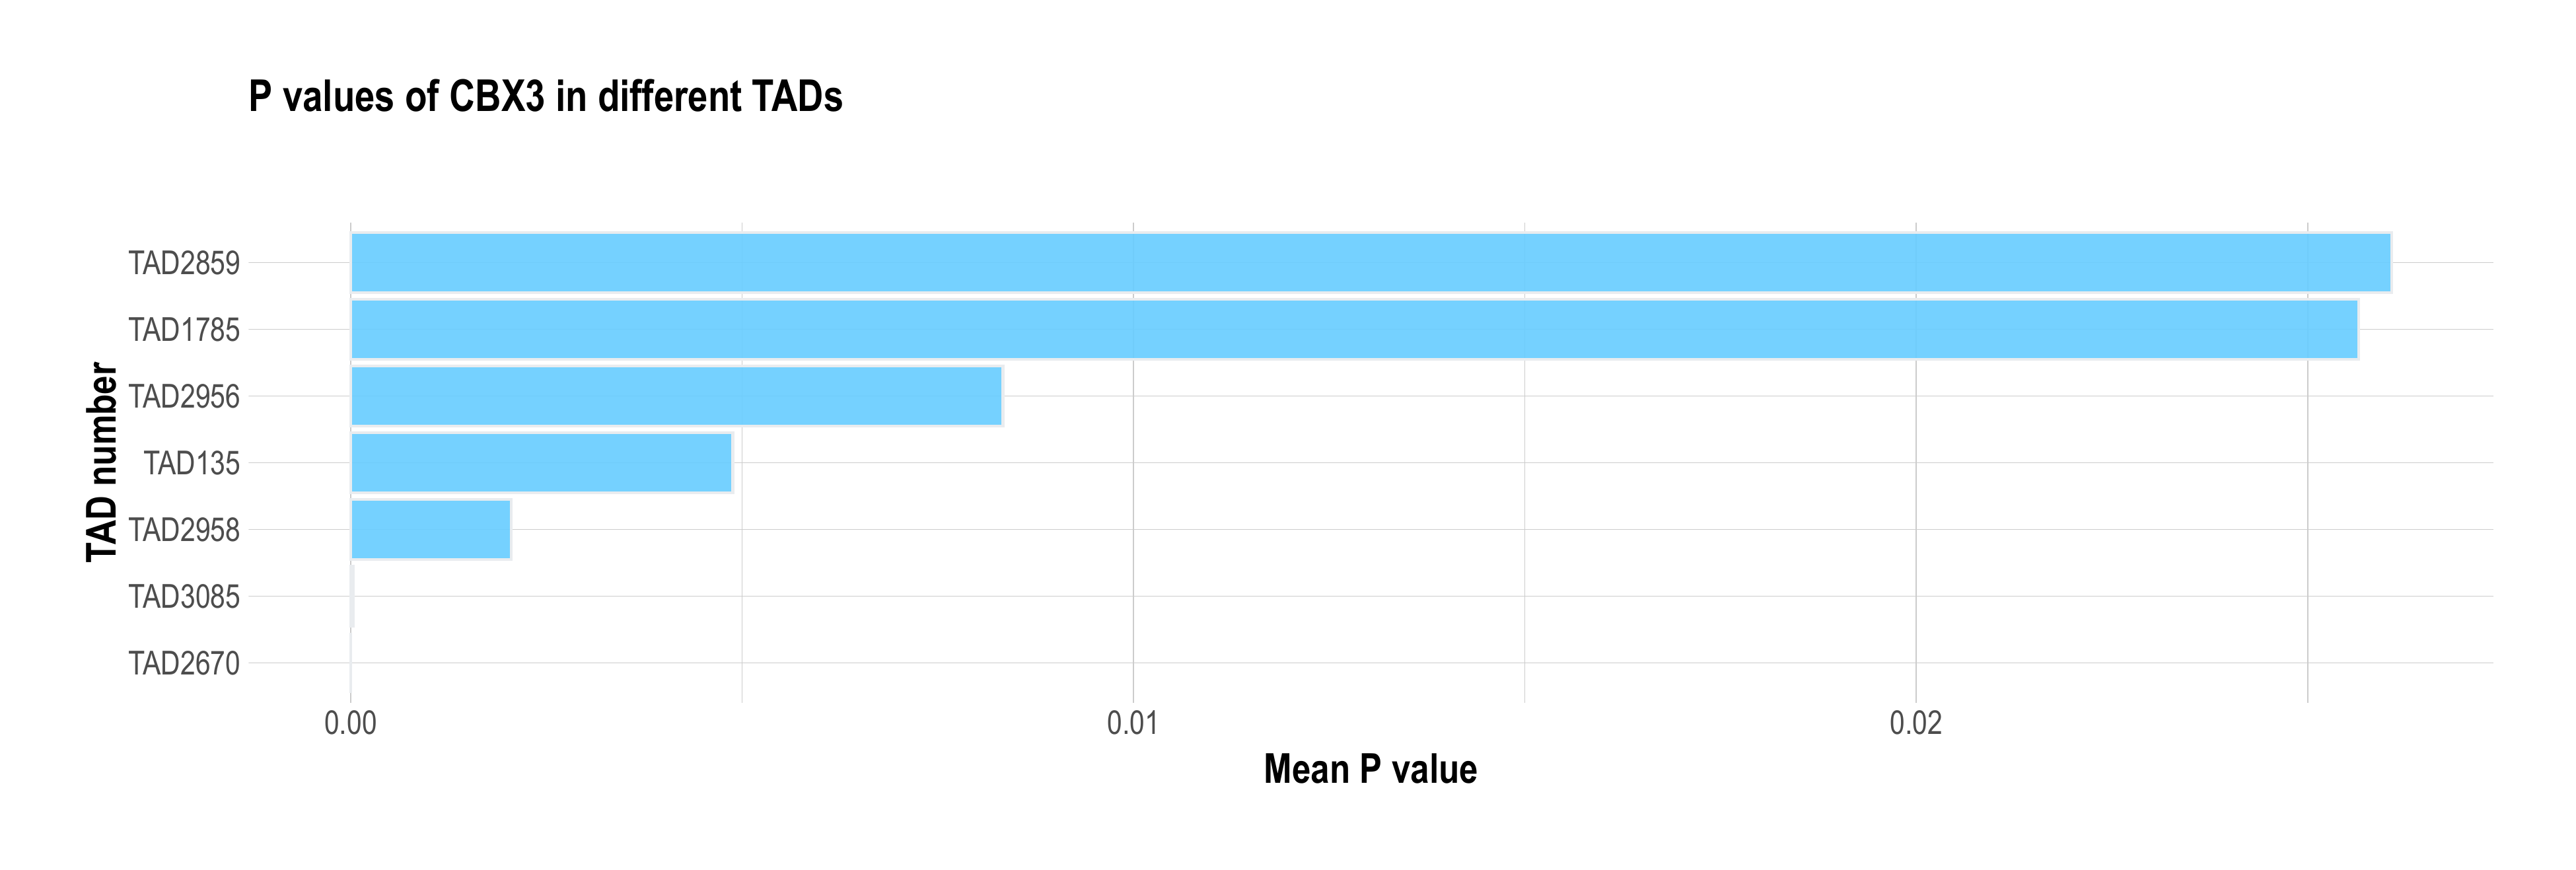 P values of CBX3 in different TADs
TAD number
TAD2859
TAD1785
TAD2956
TAD135
TAD2958
TAD3085
TAD2670
0.00 0.01 0.02
Mean P value